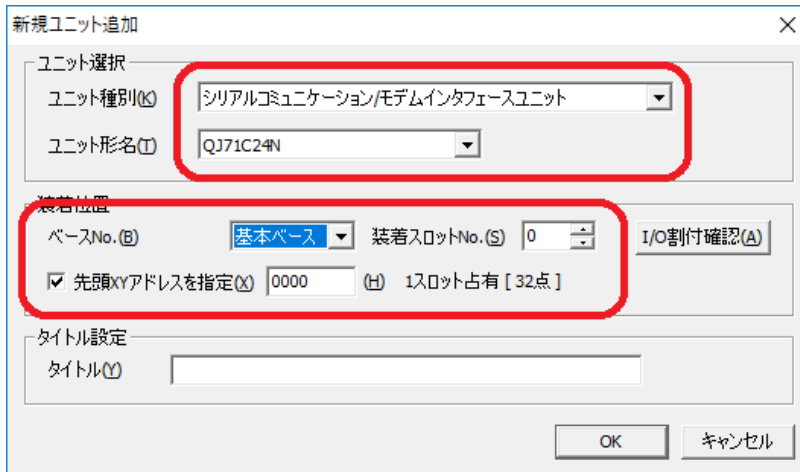 新規ユニット追加
ユニット選択
ユニット種別(K) シリアルコミュニケーション/モデムインタフェースユニット
ユニット形名(T) QJ71C24N
装着位置
ベースNo.(B) 基本ベース 装着スロットNo.(S) 0 I/O割付確認(A)
先頭XYアドレスを指定(X) 0000 (H) 1スロット占有 [ 32点 ]
タイトル設定
タイトル(Y)
OK キャンセル